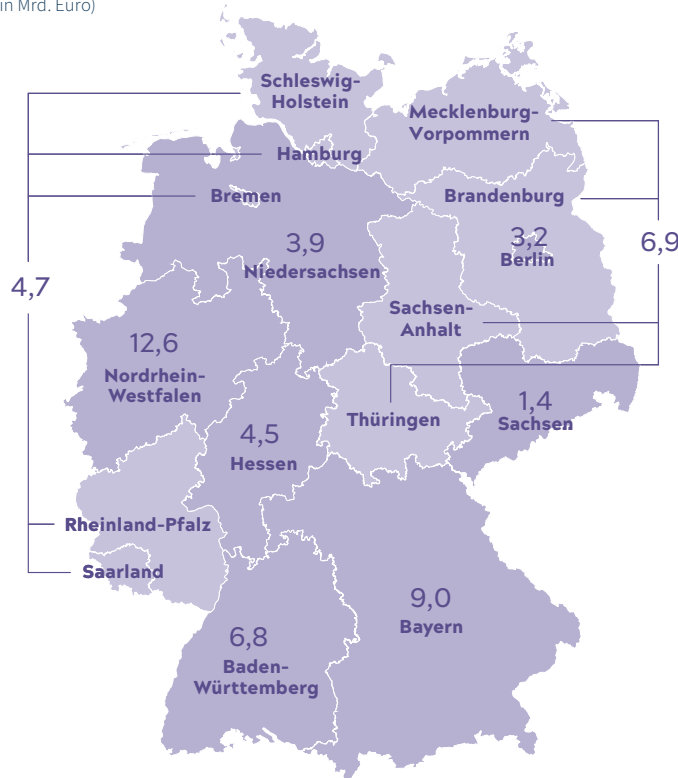 in Mrd. Euro)
Schleswig-
Holstein
Mecklenburg-
Vorpommern
Hamburg
Bremen
Brandenburg
3,9
Niedersachsen
3,2
Berlin
6,9
4,7
Sachsen-
Anhalt
12,6
Nordrhein-
Westfalen
1,4
Sachsen
Thüringen
4,5
Hessen
Rheinland-Pfalz
Saarland
9,0
Bayern
6,8
Baden-
Württemberg